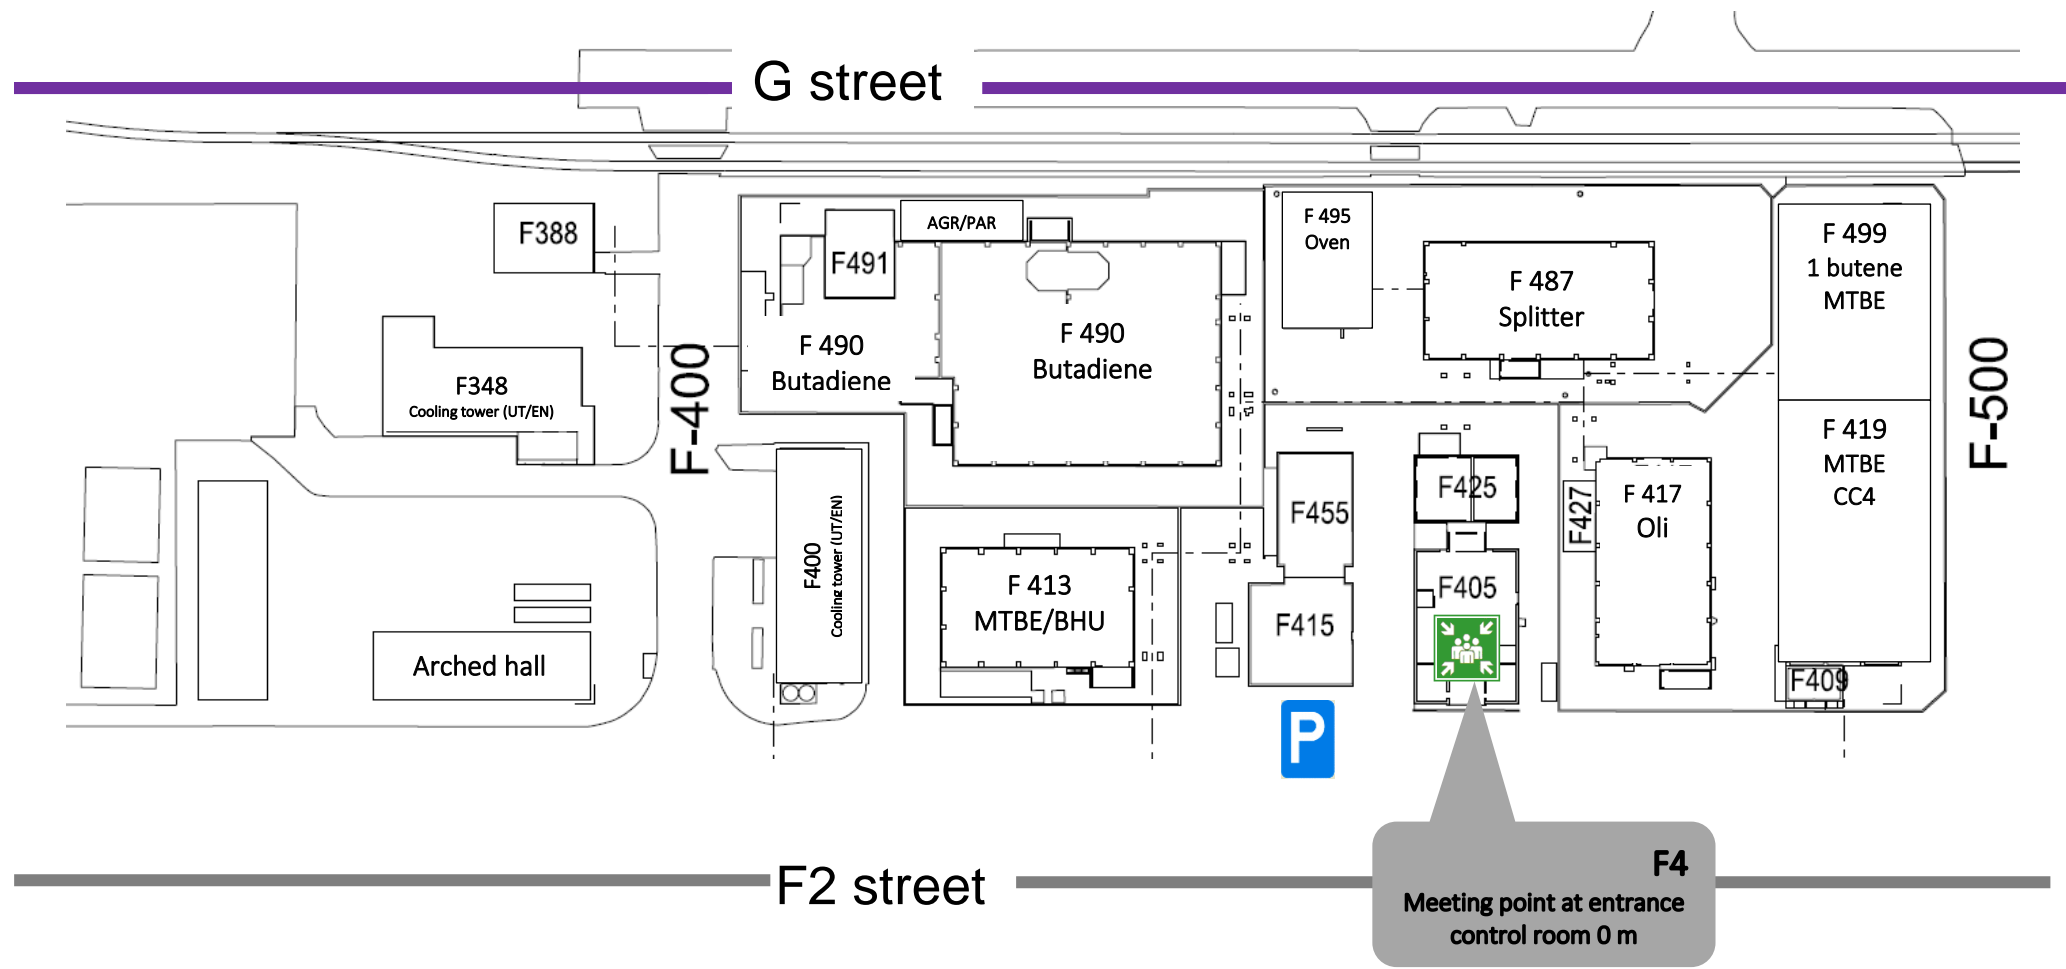 G street
F388
F491
AGR/PAR
F 495
Oven
F 487
Splitter
F 499
1 butene
MTBE
F 490
Butadiene
F 490
Butadiene
F348
Cooling tower (UT/EN)
F-400
F-500
F 419
MTBE
CC4
F400
Cooling tower (UT/EN)
F455
F425
F427
F 417
Oli
F 413
MTBE/BHU
F415
F405
Arched hall
F409
P
F4
Meeting point at entrance
control room 0 m
F2 street